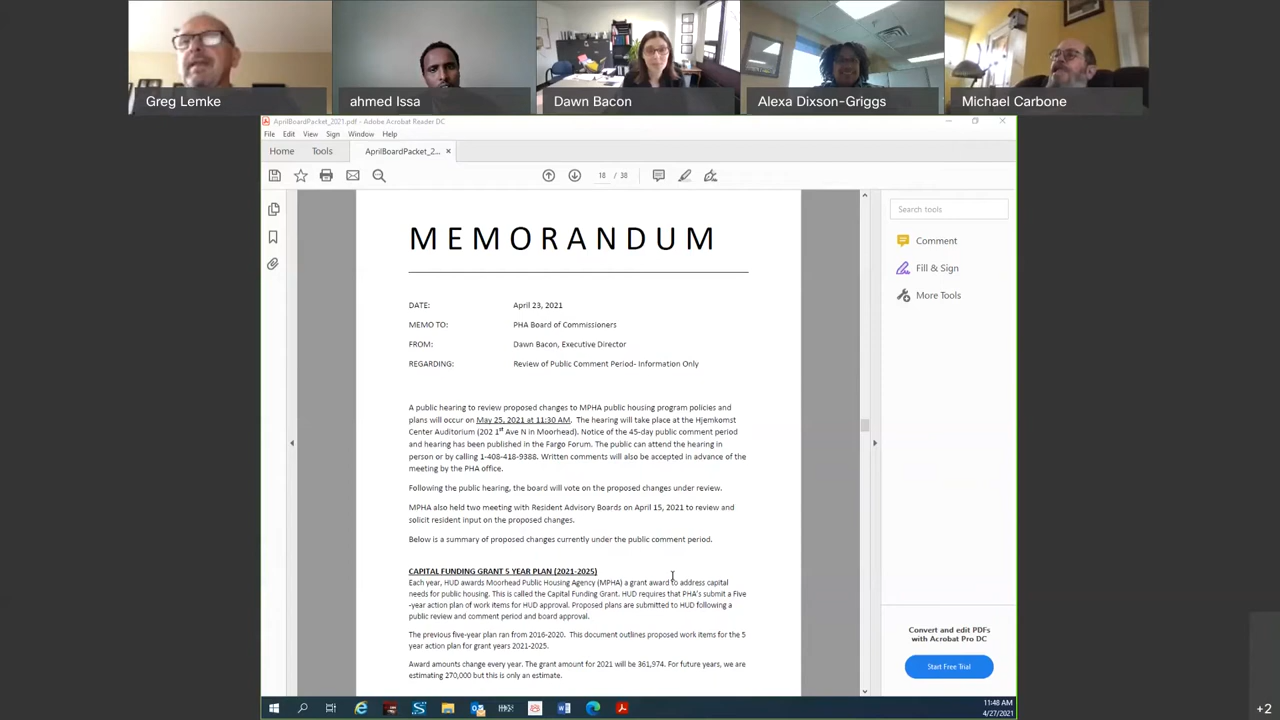 Greg Lemke
ahmed Issa
Dawn Bacon
Alexa Dixson-Griggs
Michael Carbone
AprilBoardPacket_2021.pdf - Adobe Acrobat Reader DC
File Edit View Sign Window Help
Home Tools AprilBoardPacket_2... ×
18 / 38
Search tools
Comment
Fill & Sign
More Tools
MEMORANDUM
DATE: April 23, 2021
MEMO TO: PHA Board of Commissioners
FROM: Dawn Bacon, Executive Director
REGARDING: Review of Public Comment Period- Information Only
A public hearing to review proposed changes to MPHA public housing program policies and
plans will occur on May 25, 2021 at 11:30 AM. The hearing will take place at the Hjemkomst
Center Auditorium (202 1st Ave N in Moorhead). Notice of the 45-day public comment period
and hearing has been published in the Fargo Forum. The public can attend the hearing in
person or by calling 1-408-418-9388. Written comments will also be accepted in advance of the
meeting by the PHA office.
Following the public hearing, the board will vote on the proposed changes under review.
MPHA also held two meeting with Resident Advisory Boards on April 15, 2021 to review and
solicit resident input on the proposed changes.
Below is a summary of proposed changes currently under the public comment period.
CAPITAL FUNDING GRANT 5 YEAR PLAN (2021-2025)
Each year, HUD awards Moorhead Public Housing Agency (MPHA) a grant award to address capital
needs for public housing. This is called the Capital Funding Grant. HUD requires that PHA's submit a Five
-year action plan of work items for HUD approval. Proposed plans are submitted to HUD following a
public review and comment period and board approval.
The previous five-year plan ran from 2016-2020. This document outlines proposed work items for the 5
year action plan for grant years 2021-2025.
Award amounts change every year. The grant amount for 2021 will be 361,974. For future years, we are
estimating 270,000 but this is only an estimate.
Convert and edit PDFs
with Acrobat Pro DC
Start Free Trial
11:48 AM
4/27/2021
+2